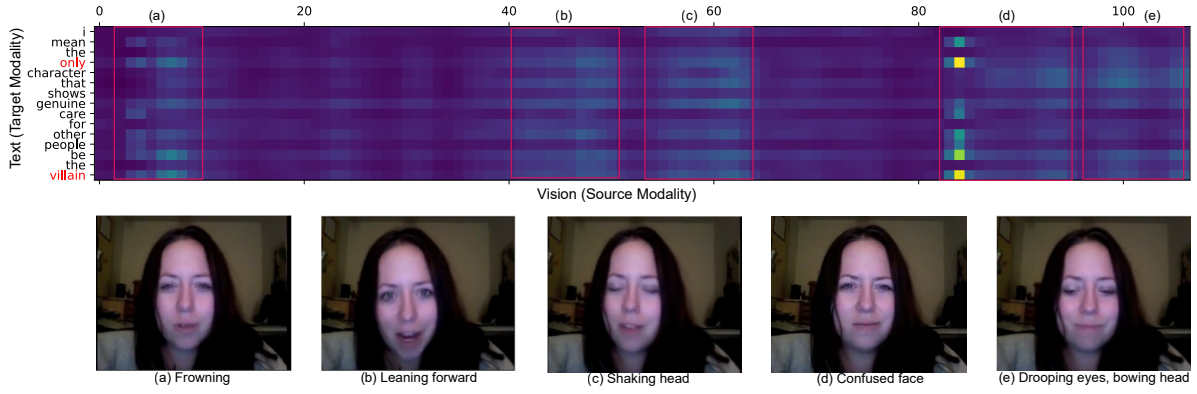 0 (a) 40 (b) 60 (c) 80 (d) 100 (e)
Text (Target Modality)
i
mean
the
only
character
that
shows
genuine
care
for
other
people
be
the
villain
Vision (Source Modality)
(a) Frowning (b) Leaning forward (c) Shaking head (d) Confused face (e) Drooping eyes, bowing head